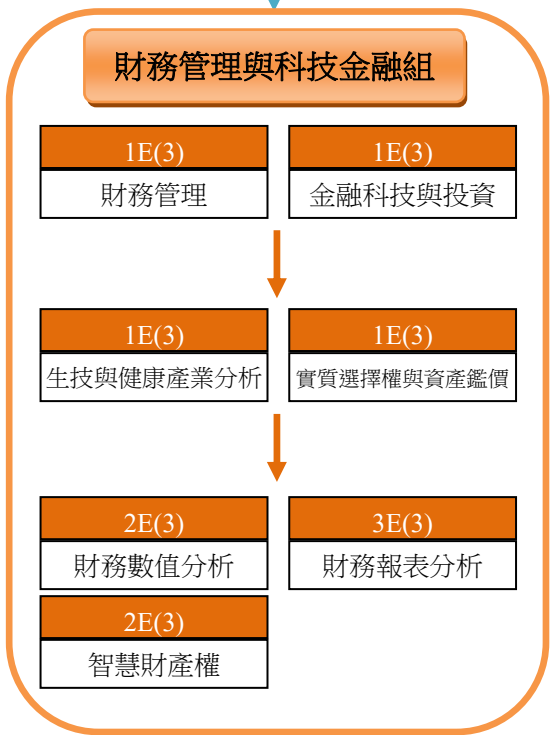 財務管理與科技金融組
1E(3)
財務管理
1E(3)
金融科技與投資
1E(3)
生技與健康產業分析
1E(3)
實質選擇權與資產鑑價
2E(3)
財務數值分析
3E(3)
財務報表分析
2E(3)
智慧財產權